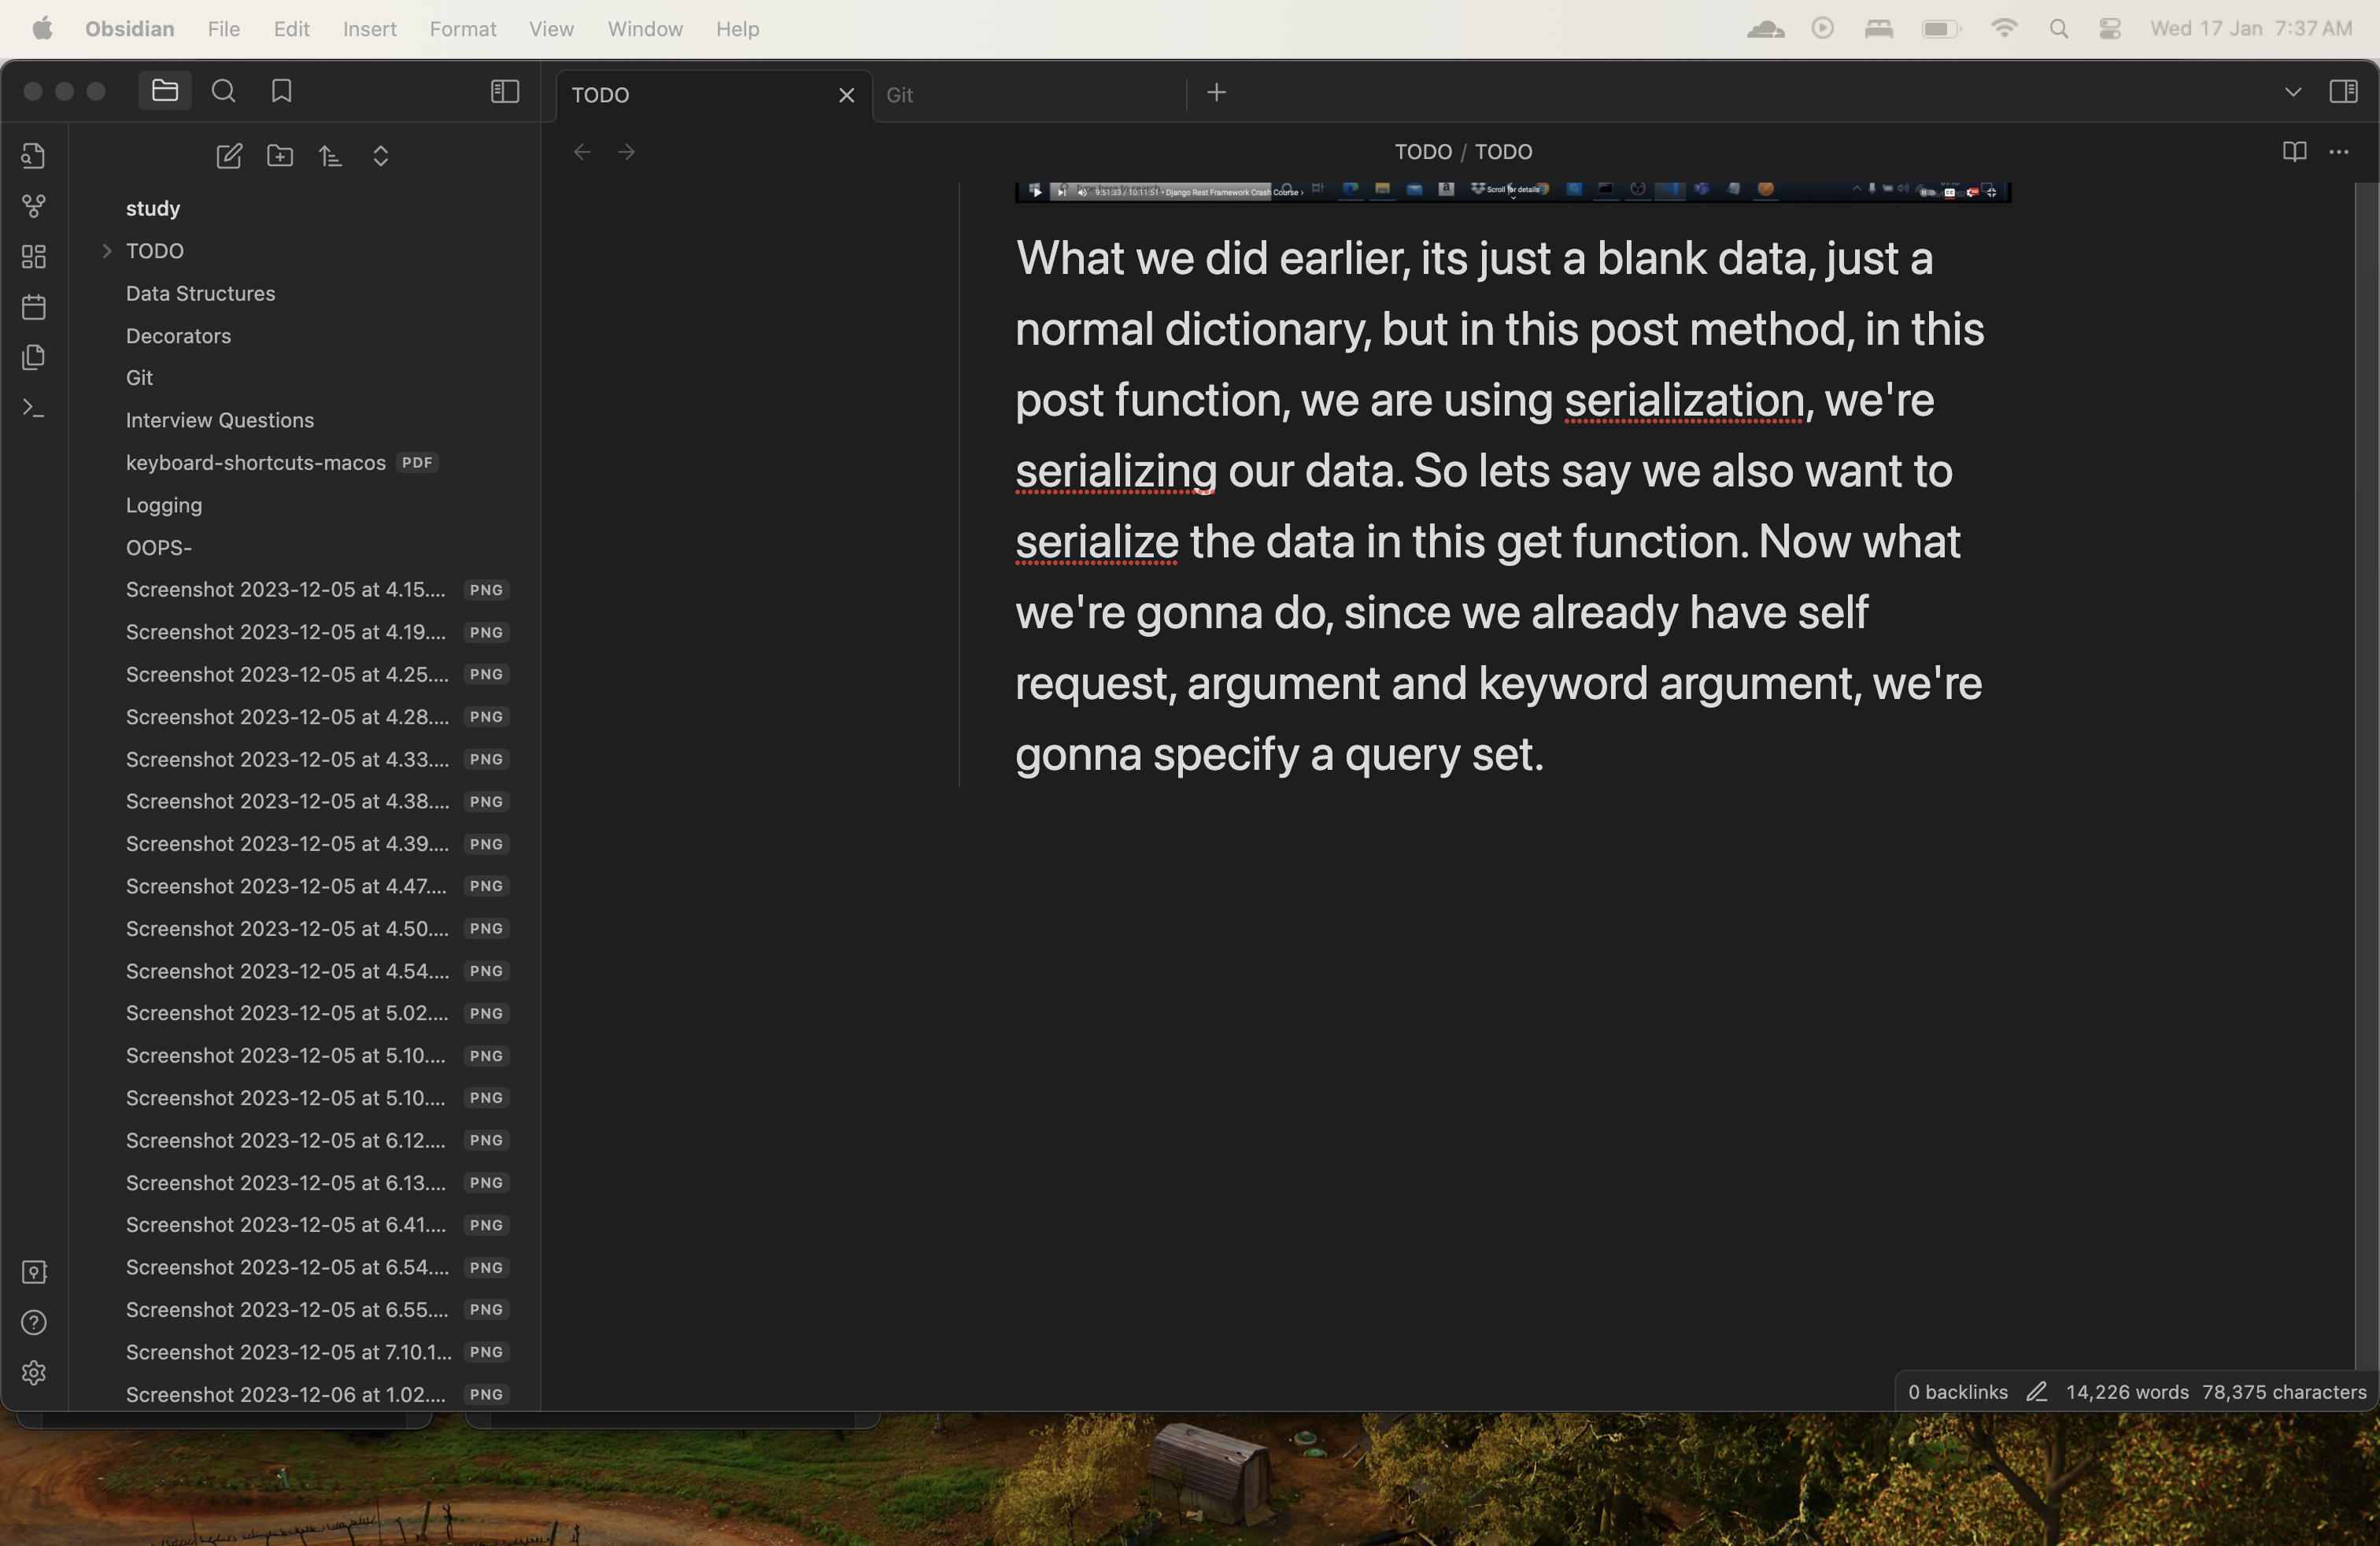 Obsidian File Edit Insert Format View Window Help
Wed 17 Jan 7:37 AM
TODO
Git
TODO / TODO
study
TODO
Data Structures
Decorators
Git
Interview Questions
keyboard-shortcuts-macos PDF
Logging
OOPS-
Screenshot 2023-12-05 at 4.15.... PNG
Screenshot 2023-12-05 at 4.19.... PNG
Screenshot 2023-12-05 at 4.25.... PNG
Screenshot 2023-12-05 at 4.28.... PNG
Screenshot 2023-12-05 at 4.33.... PNG
Screenshot 2023-12-05 at 4.38.... PNG
Screenshot 2023-12-05 at 4.39.... PNG
Screenshot 2023-12-05 at 4.47.... PNG
Screenshot 2023-12-05 at 4.50.... PNG
Screenshot 2023-12-05 at 4.54.... PNG
Screenshot 2023-12-05 at 5.02.... PNG
Screenshot 2023-12-05 at 5.10.... PNG
Screenshot 2023-12-05 at 5.10.... PNG
Screenshot 2023-12-05 at 6.12.... PNG
Screenshot 2023-12-05 at 6.13.... PNG
Screenshot 2023-12-05 at 6.41.... PNG
Screenshot 2023-12-05 at 6.54.... PNG
Screenshot 2023-12-05 at 6.55.... PNG
Screenshot 2023-12-05 at 7.10.1... PNG
Screenshot 2023-12-06 at 1.02.... PNG
9:51:33 / 10:11:51 • Django Rest Framework Crash Course >
Scroll for details
What we did earlier, its just a blank data, just a
normal dictionary, but in this post method, in this
post function, we are using serialization, we're
serializing our data. So lets say we also want to
serialize the data in this get function. Now what
we're gonna do, since we already have self
request, argument and keyword argument, we're
gonna specify a query set.
0 backlinks 14,226 words 78,375 characters